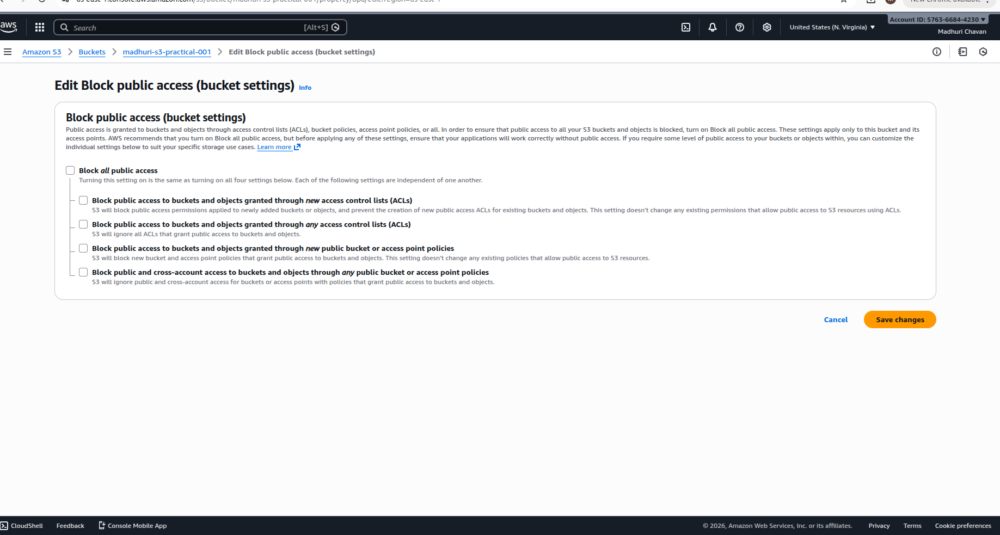 aws
Search
[Alt+S]
United States (N. Virginia)
Account ID: 5763-6684-4230
Madhuri Chavan
Amazon S3
Buckets
madhuri-s3-practical-001
Edit Block public access (bucket settings)
Edit Block public access (bucket settings) Info
Block public access (bucket settings)
Public access is granted to buckets and objects through access control lists (ACLs), bucket policies, access point policies, or all. In order to ensure that public access to all your S3 buckets and objects is blocked, turn on Block all public access. These settings apply only to this bucket and its
access points. AWS recommends that you turn on Block all public access, but before applying any of these settings, ensure that your applications will work correctly without public access. If you require some level of public access to your buckets or objects within, you can customize the
individual settings below to suit your specific storage use cases. Learn more
Block all public access
Turning this setting on is the same as turning on all four settings below. Each of the following settings are independent of one another.
Block public access to buckets and objects granted through new access control lists (ACLs)
S3 will block public access permissions applied to newly added buckets or objects, and prevent the creation of new public access ACLs for existing buckets and objects. This setting doesn't change any existing permissions that allow public access to S3 resources using ACLs.
Block public access to buckets and objects granted through any access control lists (ACLs)
S3 will ignore all ACLs that grant public access to buckets and objects.
Block public access to buckets and objects granted through new public bucket or access point policies
S3 will block new bucket and access point policies that grant public access to buckets and objects. This setting doesn't change any existing policies that allow public access to S3 resources.
Block public and cross-account access to buckets and objects through any public bucket or access point policies
S3 will ignore public and cross-account access for buckets or access points with policies that grant public access to buckets and objects.
Cancel
Save changes
CloudShell
Feedback
Console Mobile App
© 2026, Amazon Web Services, Inc. or its affiliates.
Privacy
Terms
Cookie preferences